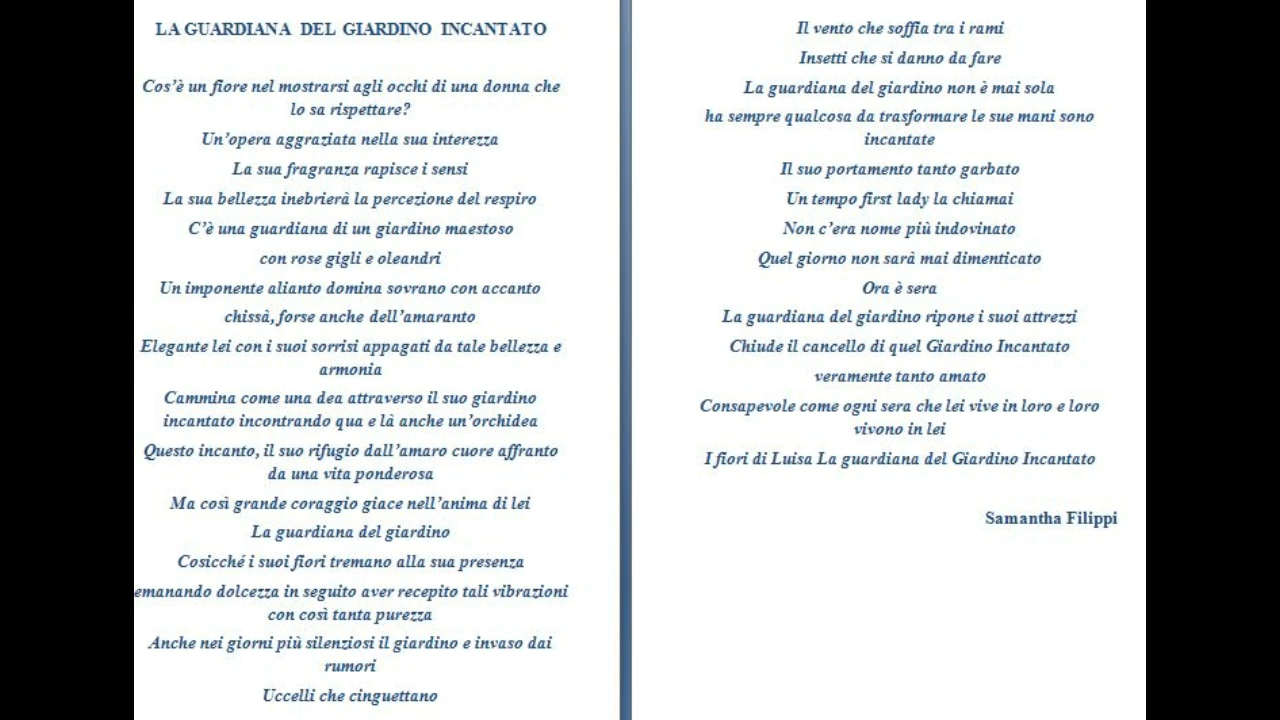 LA GUARDIANA DEL GIARDINO INCANTATO
Cos'è un fiore nel mostrarsi agli occhi di una donna che
lo sa rispettare?
Un'opera aggraziata nella sua interezza
La sua fragranza rapisce i sensi
La sua bellezza inebrierà la percezione del respiro
C'è una guardiana di un giardino maestoso
con rose gigli e oleandri
Un imponente alianto domina sovrano con accanto
chissà, forse anche dell'amaranto
Elegante lei con i suoi sorrisi appagati da tale bellezza e
armonia
Cammina come una dea attraverso il suo giardino
incantato incontrando qua e là anche un'orchidea
Questo incanto, il suo rifugio dall'amaro cuore affranto
da una vita ponderosa
Ma così grande coraggio giace nell'anima di lei
La guardiana del giardino
Cosicché i suoi fiori tremano alla sua presenza
emanando dolcezza in seguito aver recepito tali vibrazioni
con così tanta purezza
Anche nei giorni più silenziosi il giardino e invaso dai
rumori
Uccelli che cinguettano
Il vento che soffia tra i rami
Insetti che si danno da fare
La guardiana del giardino non è mai sola
ha sempre qualcosa da trasformare le sue mani sono
incantate
Il suo portamento tanto garbato
Un tempo first lady la chiamai
Non c'era nome più indovinato
Quel giorno non sarà mai dimenticato
Ora è sera
La guardiana del giardino ripone i suoi attrezzi
Chiude il cancello di quel Giardino Incantato
veramente tanto amato
Consapevole come ogni sera che lei vive in loro e loro
vivono in lei
I fiori di Luisa La guardiana del Giardino Incantato
Samantha Filippi